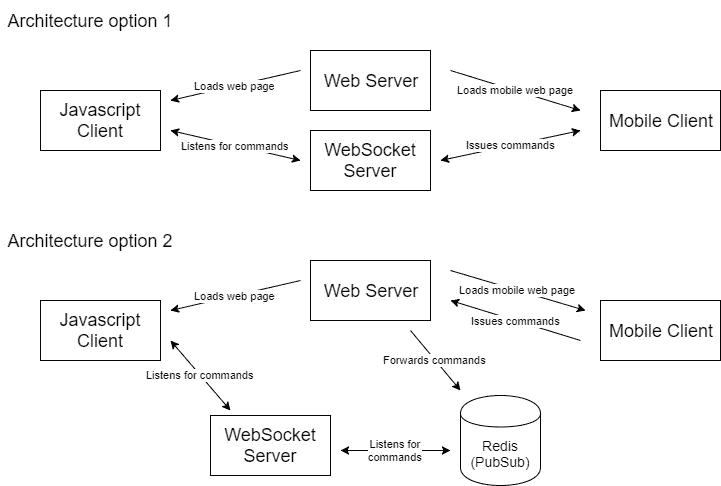 Architecture option 1
Web Server
Loads web page
Loads mobile web page
Javascript
Client
Mobile Client
Listens for commands
WebSocket
Server
Issues commands
Architecture option 2
Web Server
Loads web page
Loads mobile web page
Javascript
Client
Issues commands
Mobile Client
Forwards commands
Listens for commands
WebSocket
Server
Listens for
commands
Redis
(PubSub)